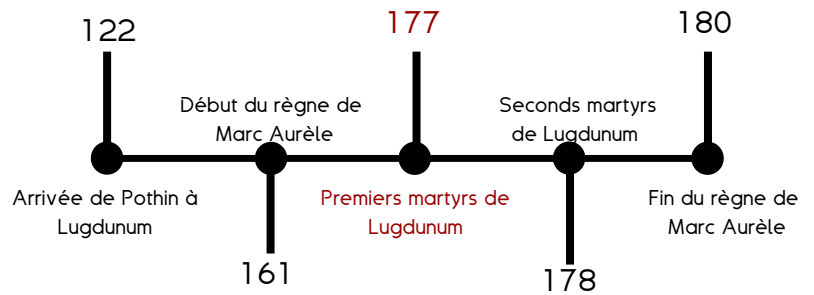 122
177
180
Début du règne de
Marc Aurèle
Seconds martyrs
de Lugdunum
Arrivée de Pothin à
Lugdunum
Premiers martyrs de
Lugdunum
Fin du règne de
Marc Aurèle
161
178